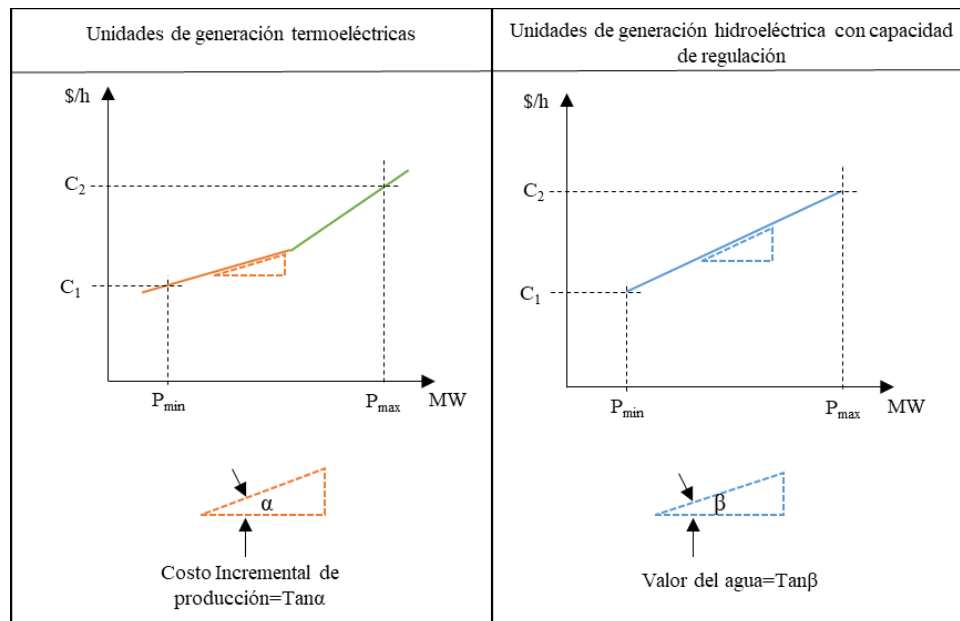 Unidades de generación termoeléctricas
Unidades de generación hidroeléctrica con capacidad
de regulación
$/h
C₂
C₁
Pmin
Pmax
MW
α
Costo Incremental de
producción=Tanα
$/h
C₂
C₁
Pmin
Pmax
MW
β
Valor del agua=Tanβ